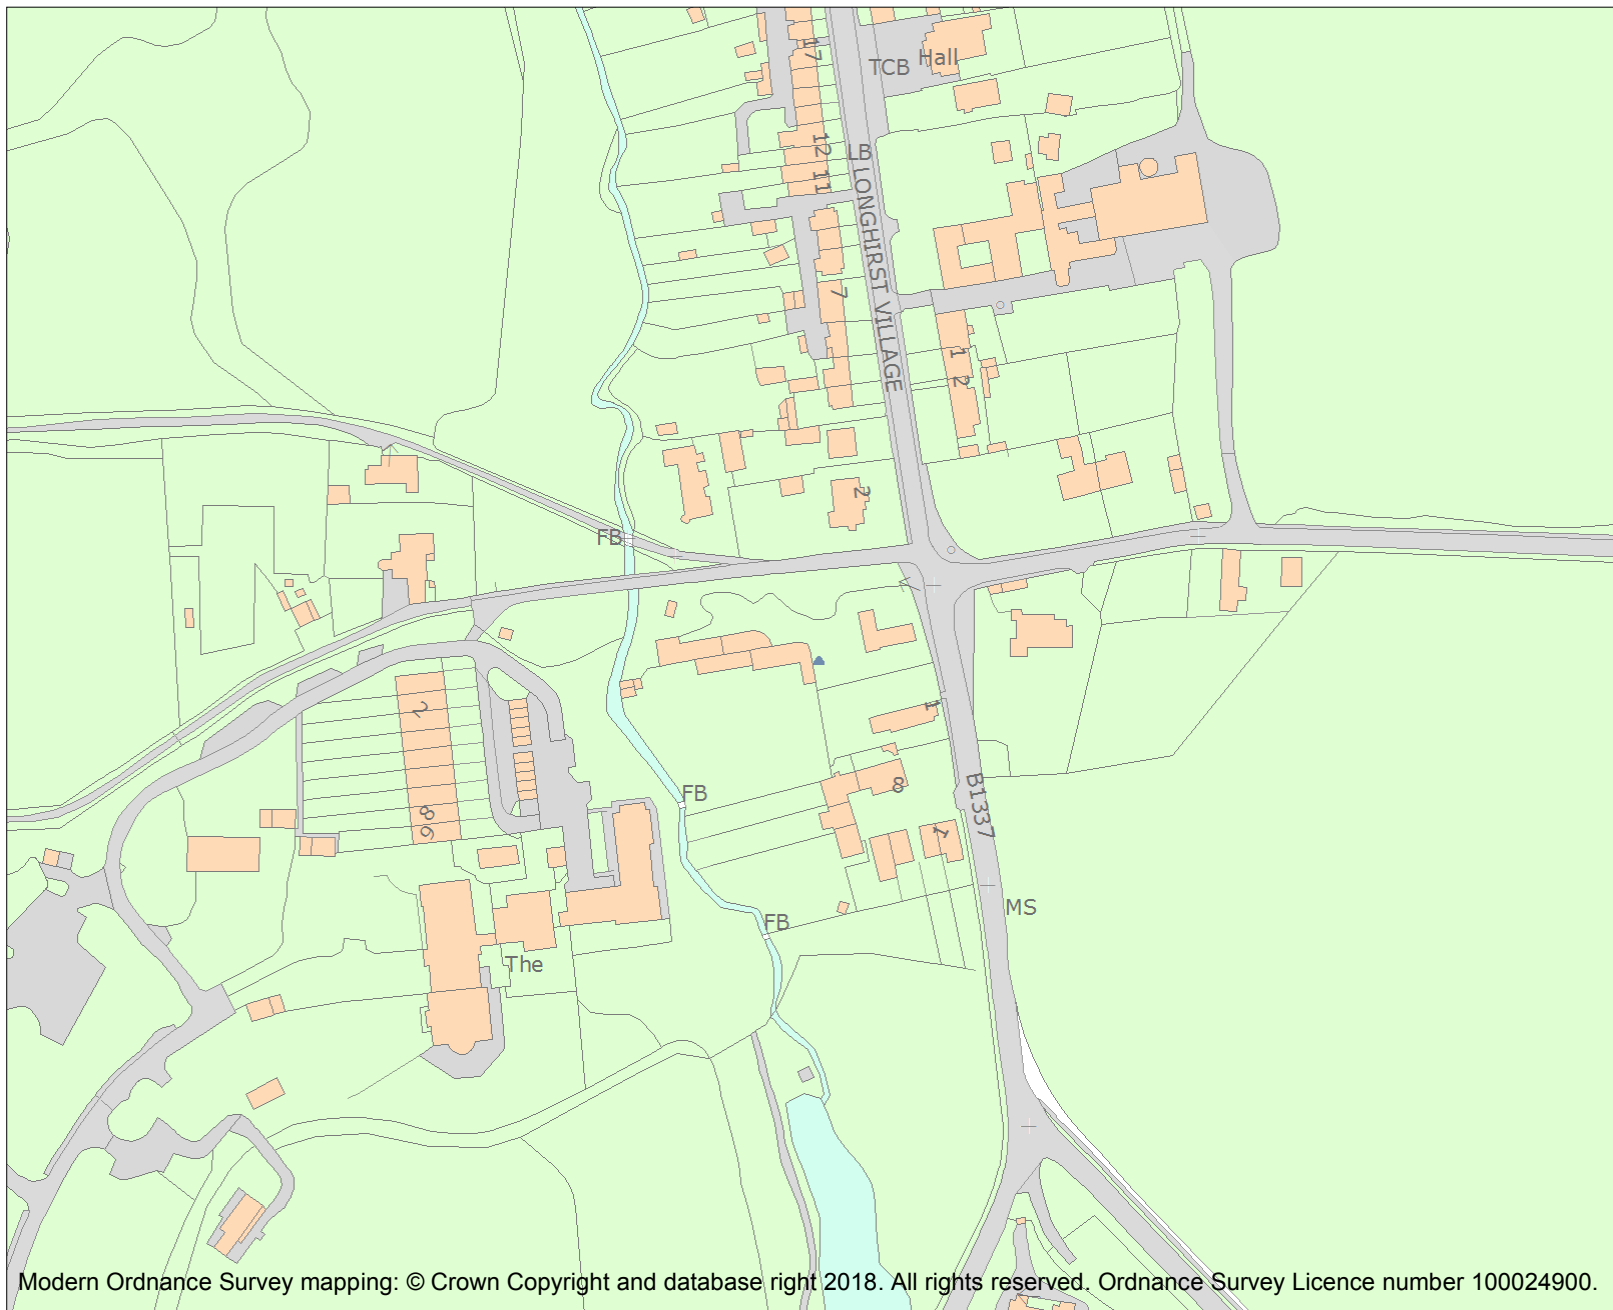 17
TCB
Hall
12
11
LB
LONGHIRST VILLAGE
7
1
2
2
FB
2
1
8
B1337
FB
86
1
MS
FB
The
Modern Ordnance Survey mapping: © Crown Copyright and database right 2018. All rights reserved. Ordnance Survey Licence number 100024900.